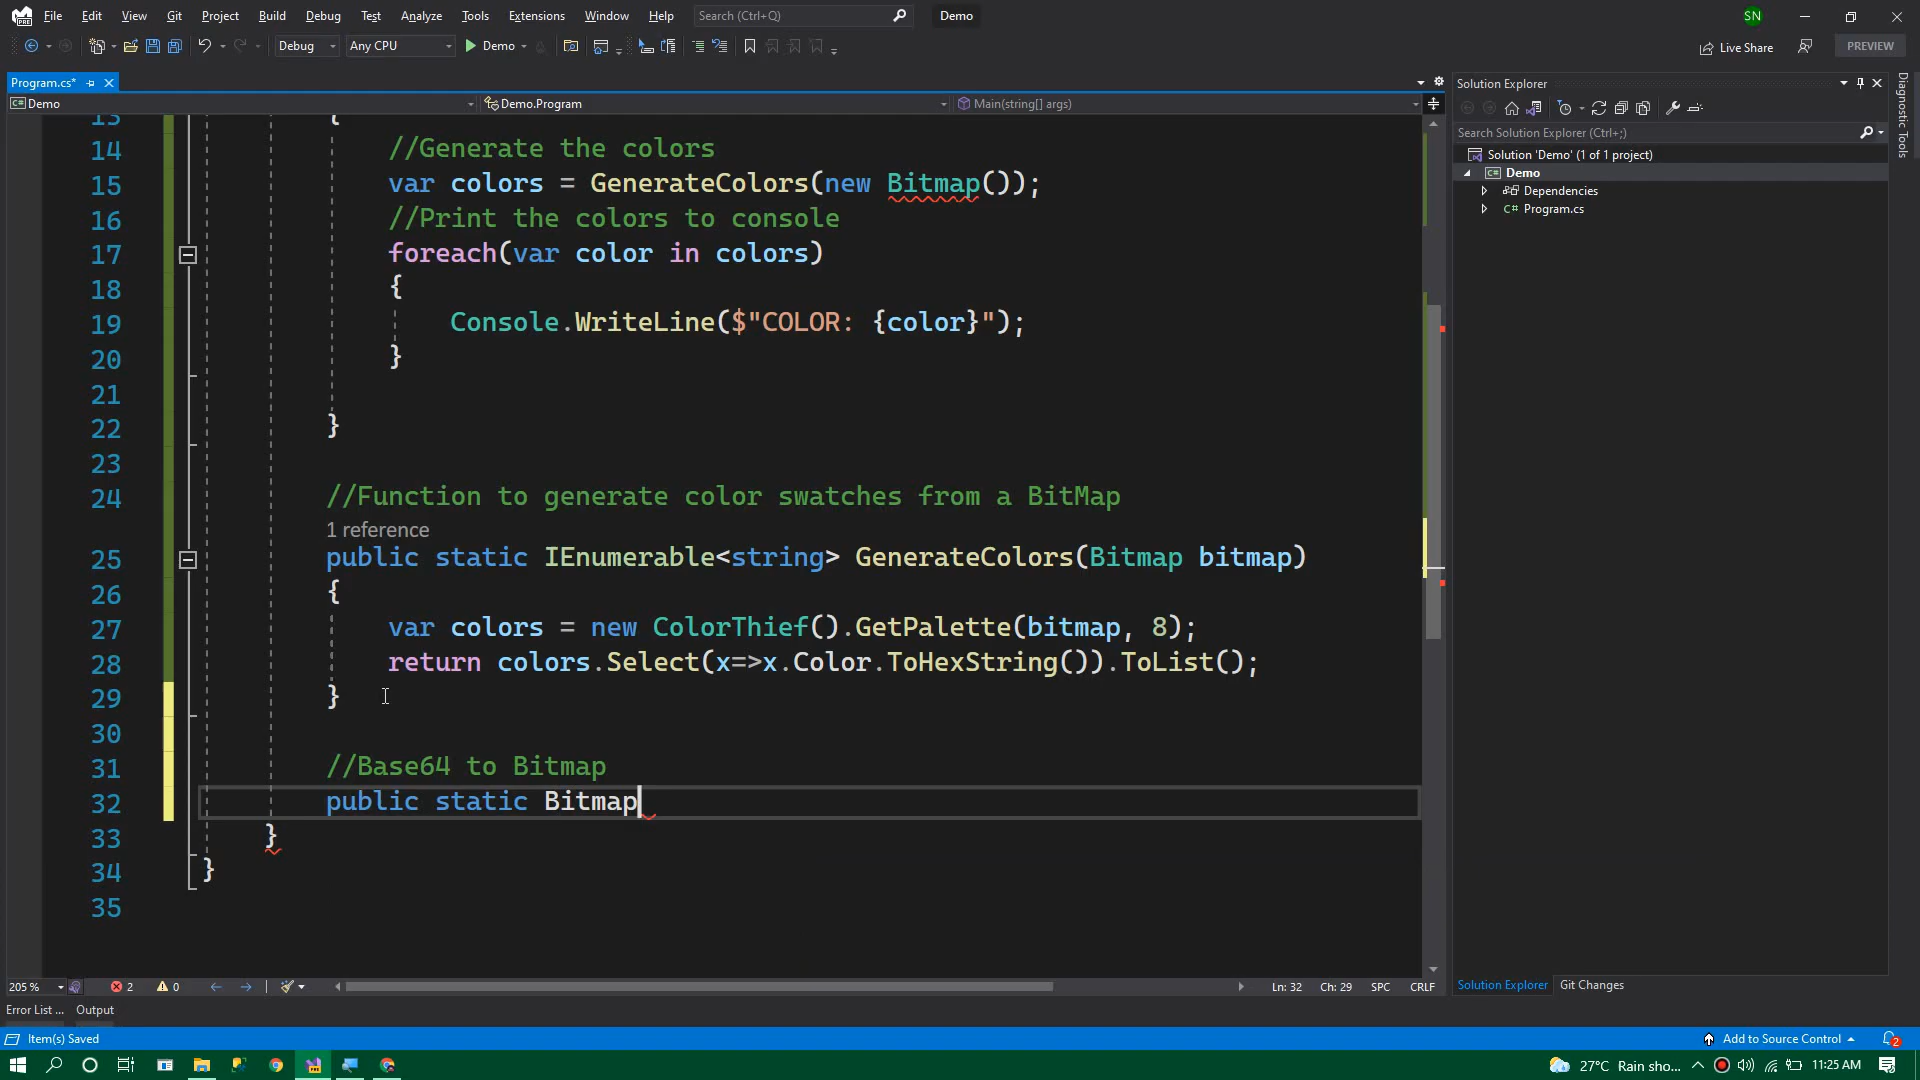 File Edit View Git Project Build Debug Test Analyze Tools Extensions Window Help Search (Ctrl+Q) Demo SN
Debug Any CPU Demo Live Share PREVIEW
Program.cs*
Demo Demo.Program Main(string[] args)
13 {
14 //Generate the colors
15 var colors = GenerateColors(new Bitmap());
16 //Print the colors to console
17 foreach(var color in colors)
18 {
19 Console.WriteLine($"COLOR: {color}");
20 }
21
22 }
23
24 //Function to generate color swatches from a BitMap
1 reference
25 public static IEnumerable<string> GenerateColors(Bitmap bitmap)
26 {
27 var colors = new ColorThief().GetPalette(bitmap, 8);
28 return colors.Select(x=>x.Color.ToHexString()).ToList();
29 }
30
31 //Base64 to Bitmap
32 public static Bitmap
33 }
34 }
35
205 % 2 0 Ln: 32 Ch: 29 SPC CRLF
Error List ... Output
Solution Explorer
Search Solution Explorer (Ctrl+;)
Solution 'Demo' (1 of 1 project)
Demo
Dependencies
C# Program.cs
Solution Explorer Git Changes
Diagnostic Tools
Item(s) Saved Add to Source Control 2
27°C Rain sho... 11:25 AM